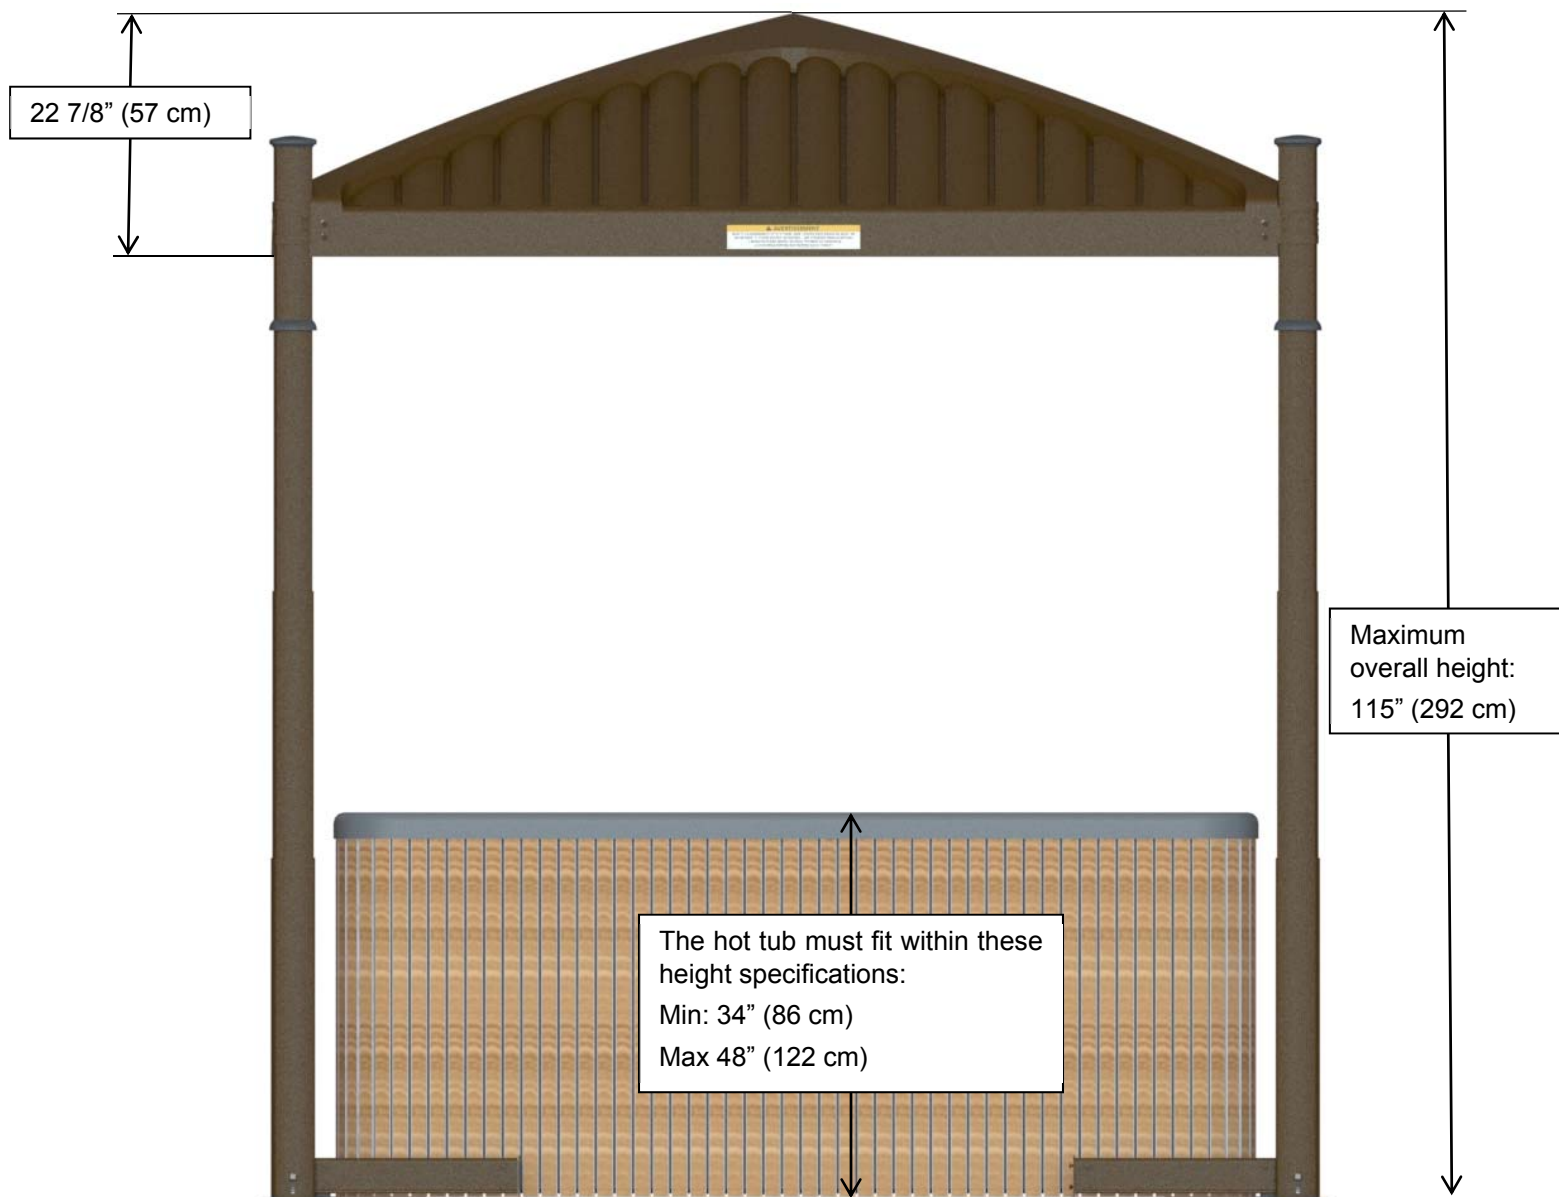 22 7/8” (57 cm)
AVERTISSEMENT
Maximum
overall height:
115” (292 cm)
The hot tub must fit within these
height specifications:
Min: 34” (86 cm)
Max 48” (122 cm)